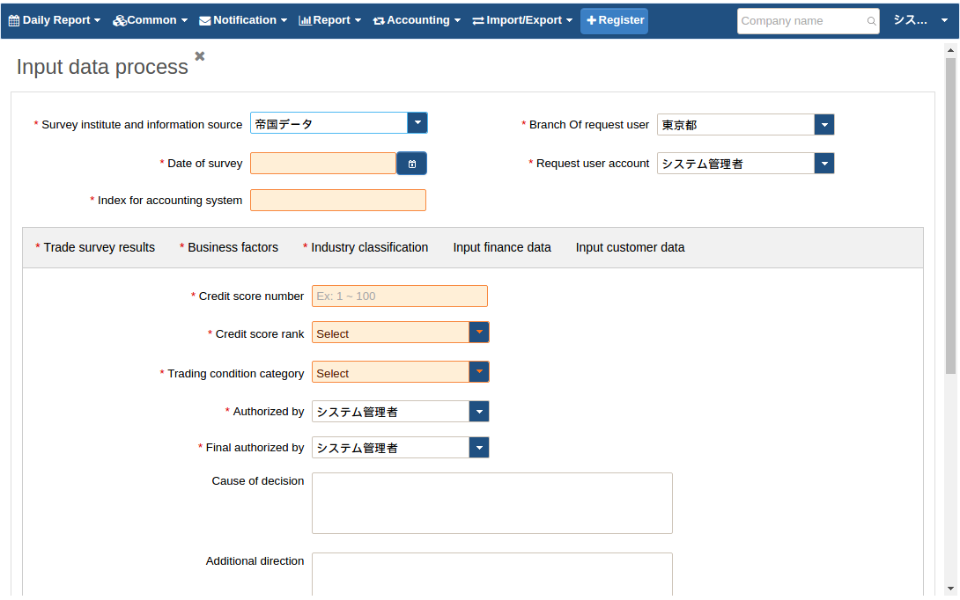 Daily Report Common Notification Report Accounting Import/Export Register Company name シス...
Input data process
* Survey institute and information source 帝国データ * Branch Of request user 東京都
* Date of survey * Request user account システム管理者
* Index for accounting system
* Trade survey results * Business factors * Industry classification Input finance data Input customer data
* Credit score number Ex: 1 ~ 100
* Credit score rank Select
* Trading condition category Select
* Authorized by システム管理者
* Final authorized by システム管理者
Cause of decision
Additional direction